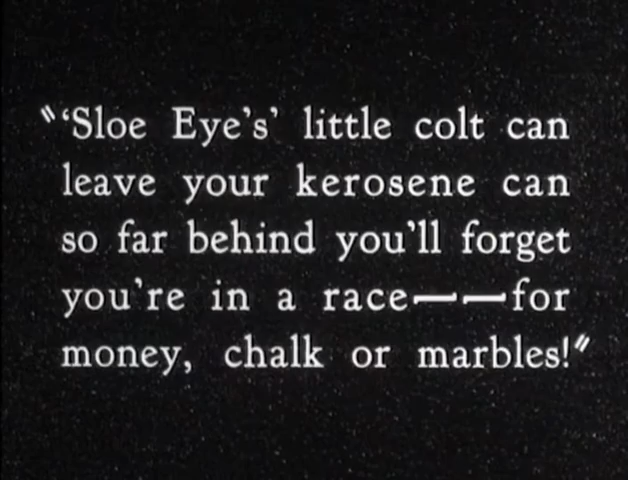 "‘Sloe Eye’s’ little colt can
leave your kerosene can
so far behind you’ll forget
you’re in a race——for
money, chalk or marbles!"